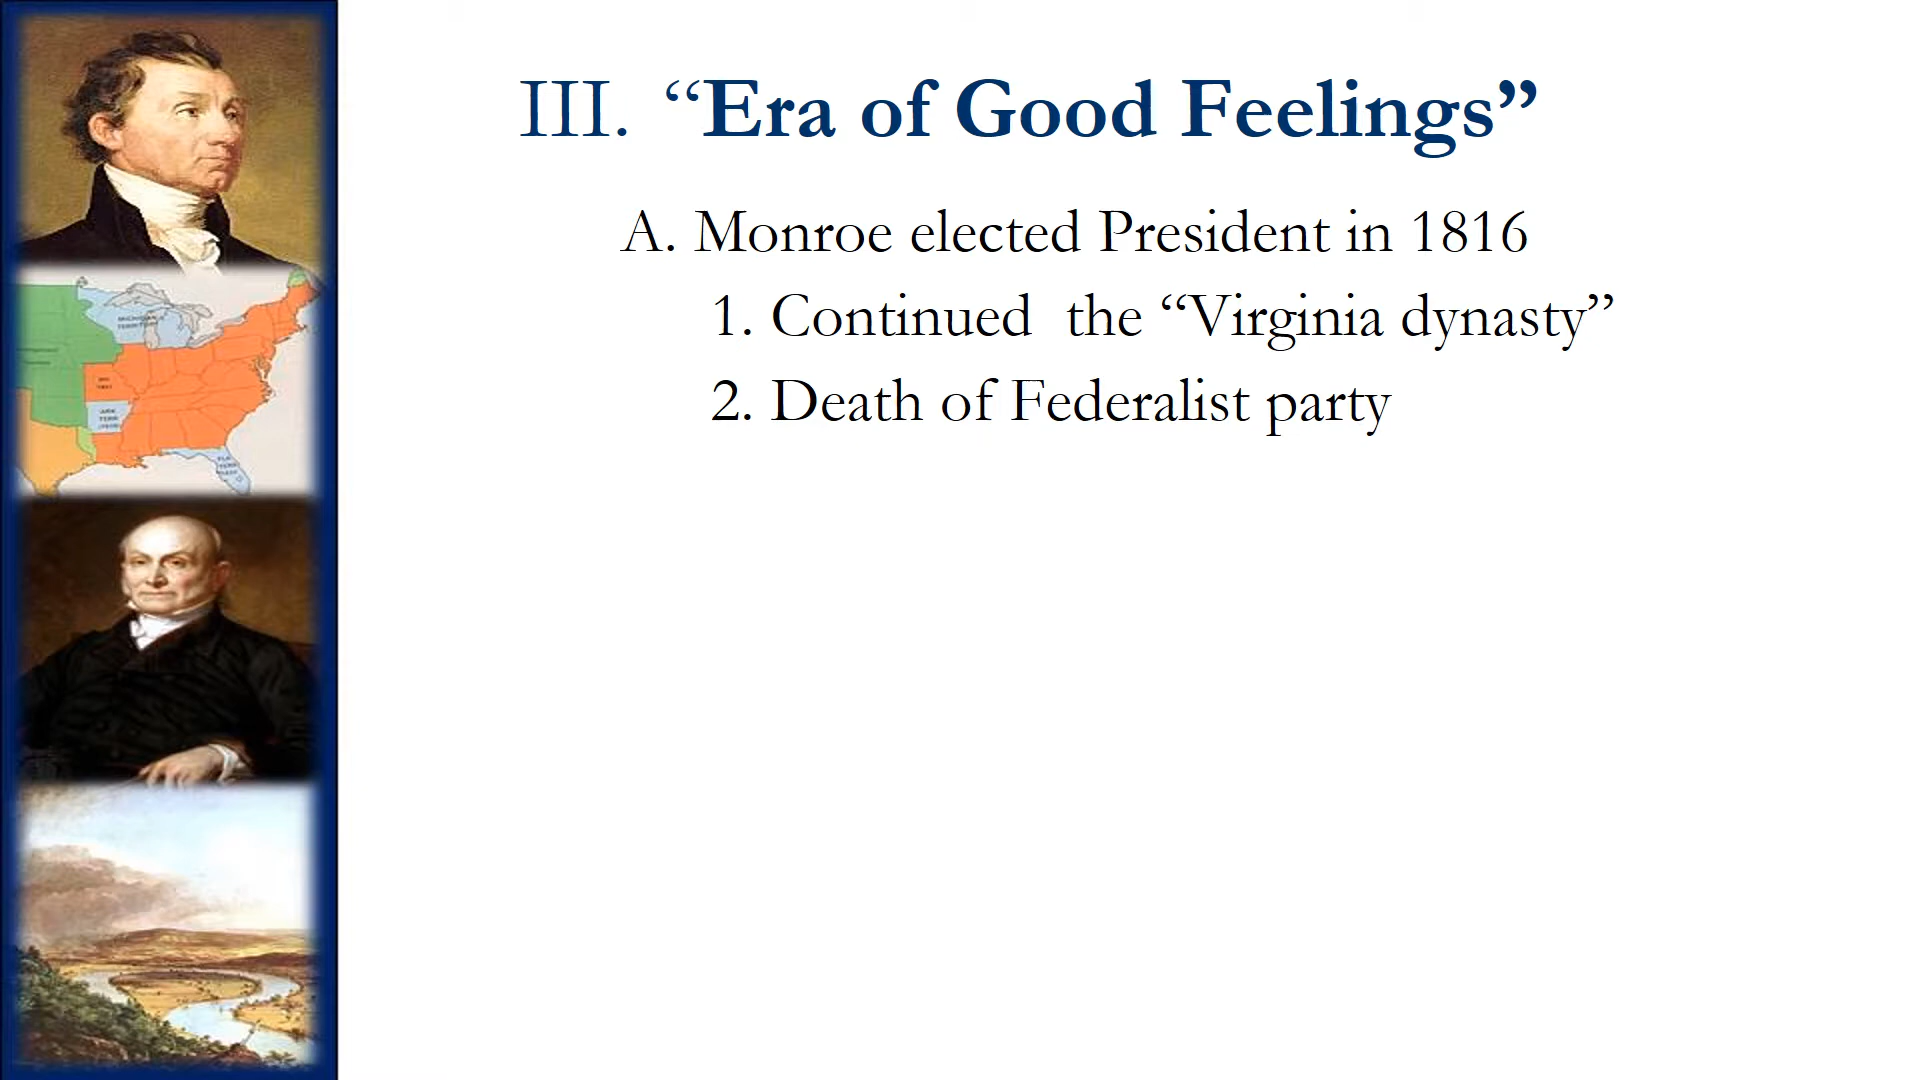 III. “Era of Good Feelings”
A. Monroe elected President in 1816
1. Continued the “Virginia dynasty”
2. Death of Federalist party